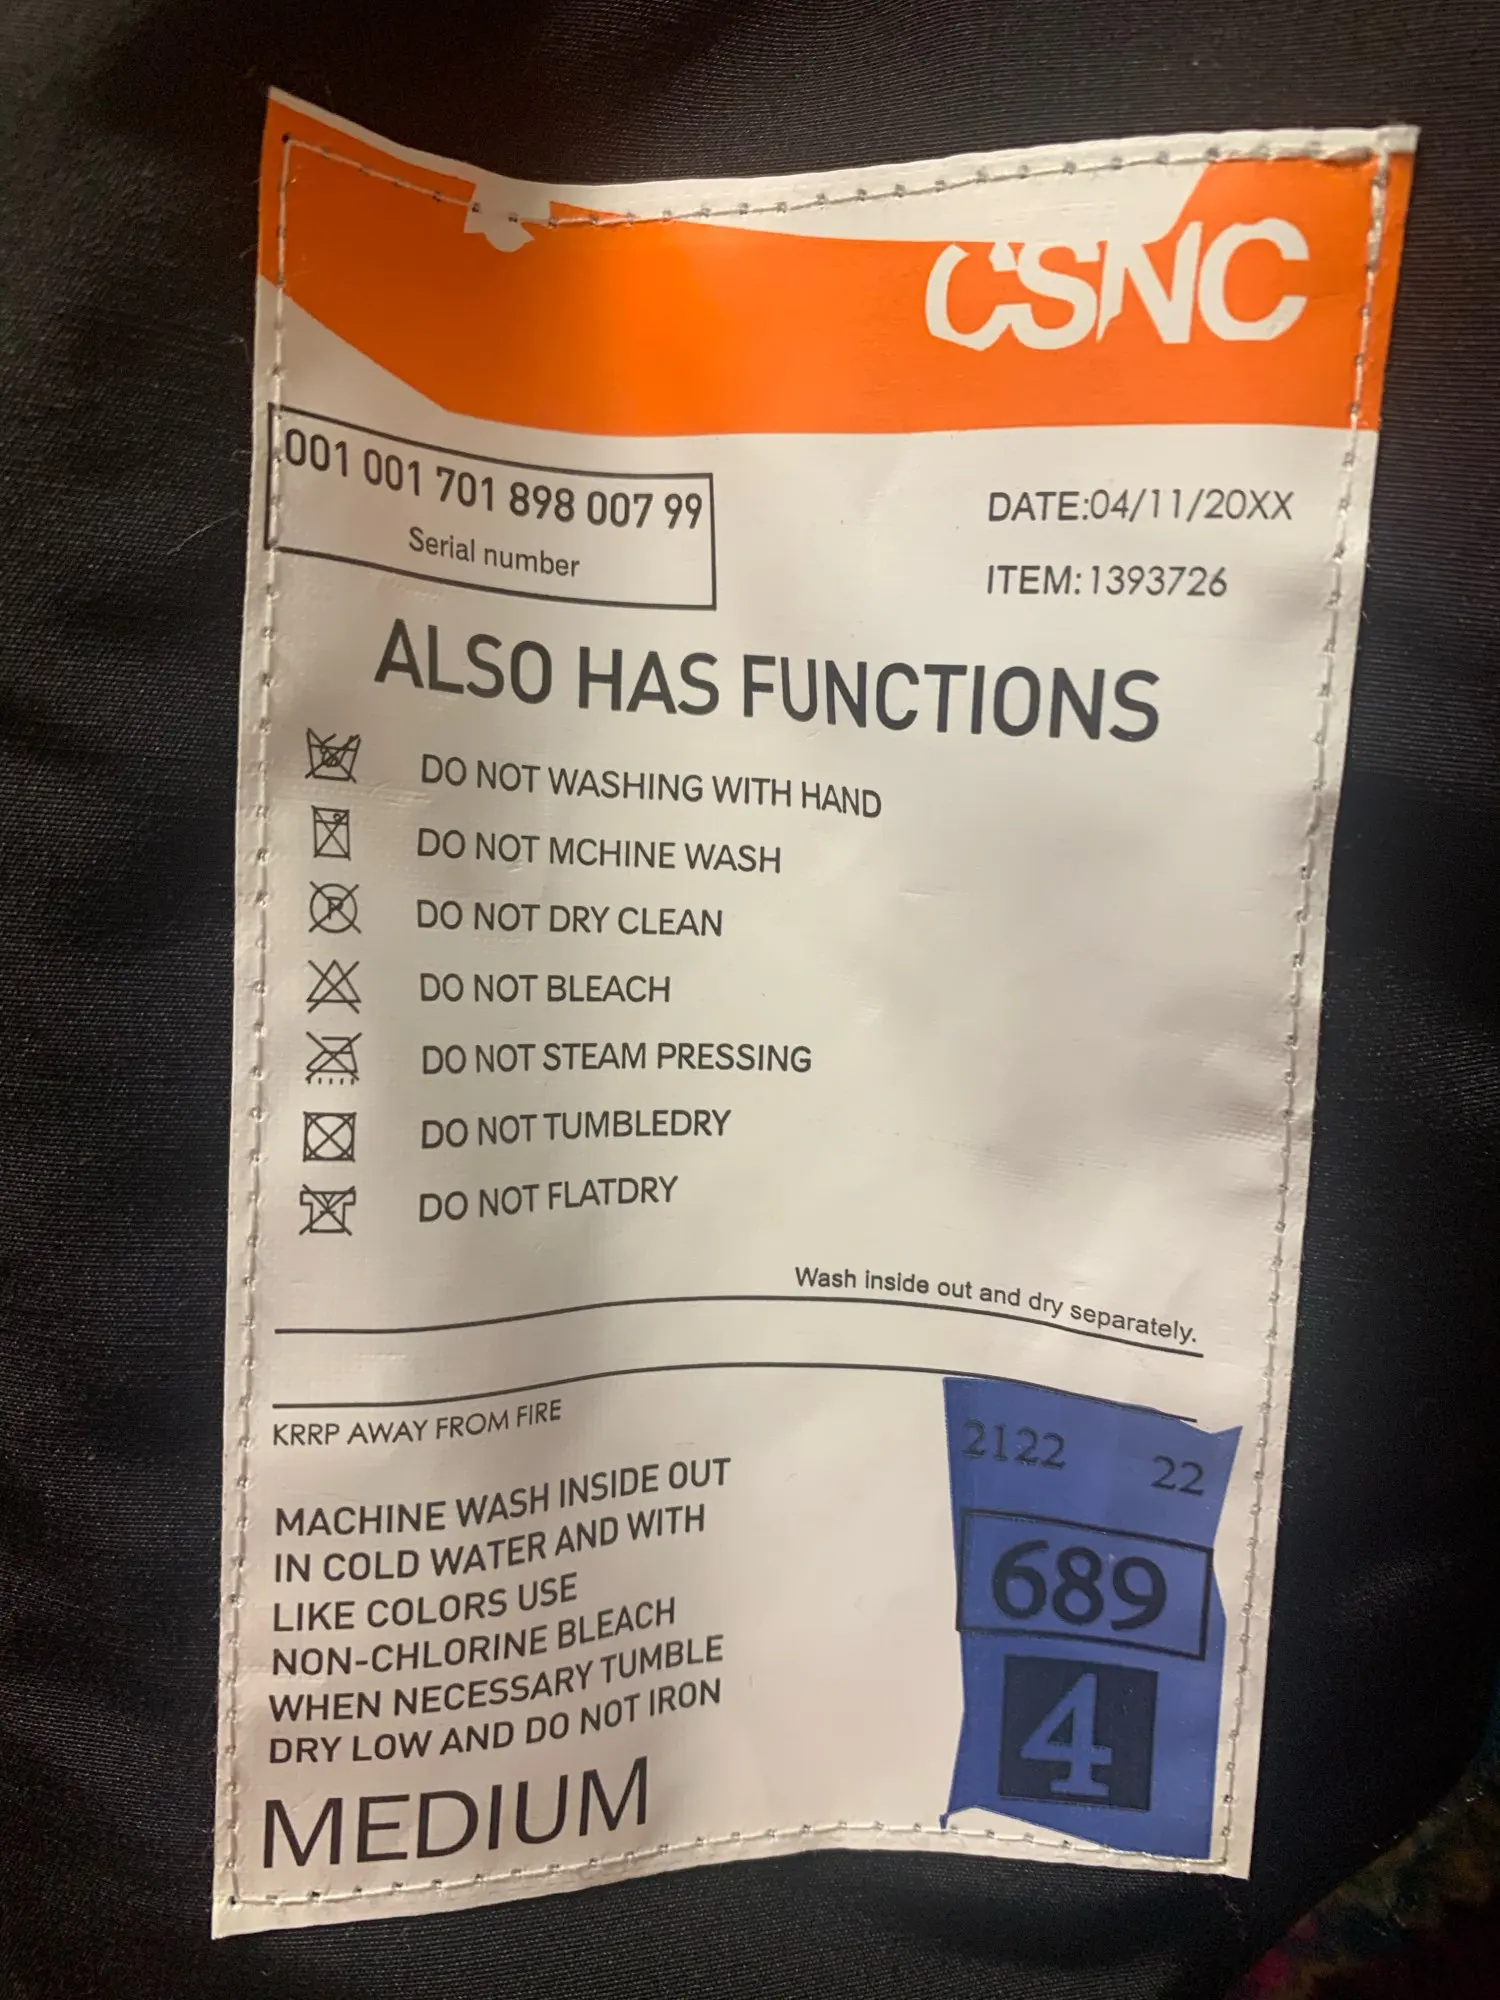 CSNC
001 001 701 898 007 99
Serial number
DATE:04/11/20XX
ITEM:1393726
ALSO HAS FUNCTIONS
DO NOT WASHING WITH HAND
DO NOT MCHINE WASH
P
DO NOT DRY CLEAN
DO NOT BLEACH
DO NOT STEAM PRESSING
DO NOT TUMBLEDRY
DO NOT FLATDRY
Wash inside out and dry separately.
KRRP AWAY FROM FIRE
MACHINE WASH INSIDE OUT
IN COLD WATER AND WITH
LIKE COLORS USE
NON-CHLORINE BLEACH
WHEN NECESSARY TUMBLE
DRY LOW AND DO NOT IRON
MEDIUM
2122 22
689
4